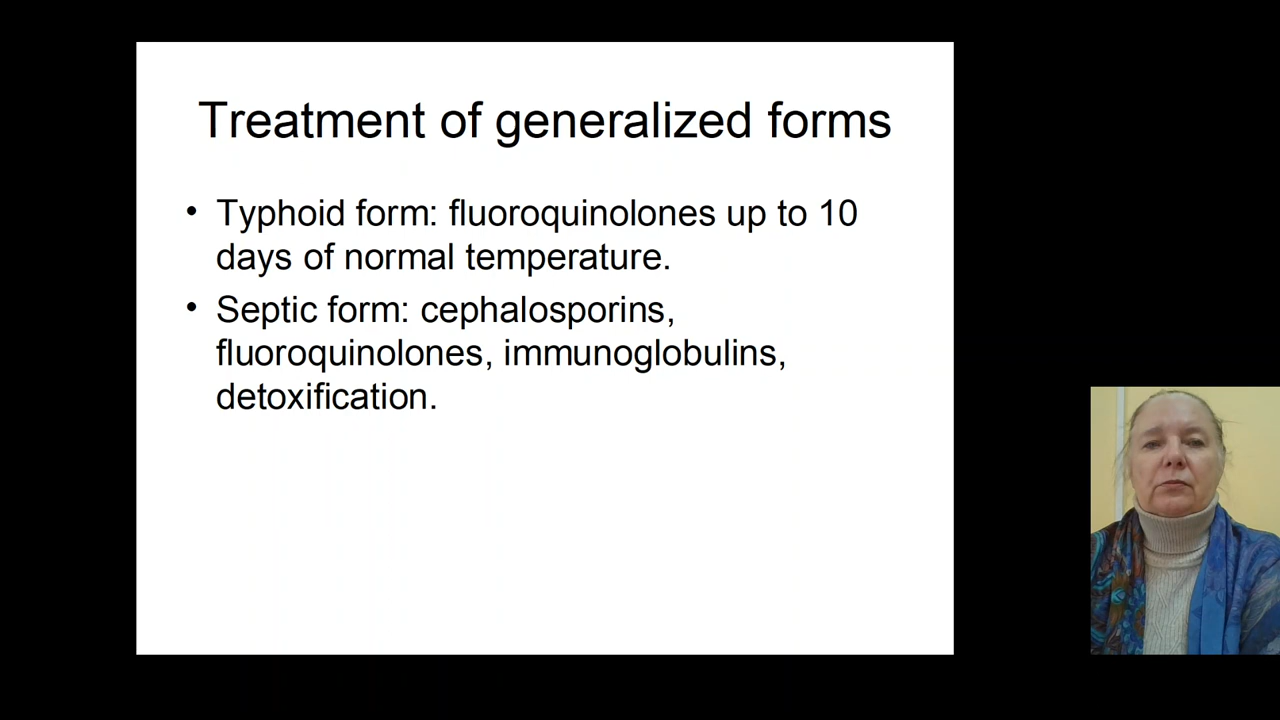 Treatment of generalized forms
• Typhoid form: fluoroquinolones up to 10
days of normal temperature.
• Septic form: cephalosporins,
fluoroquinolones, immunoglobulins,
detoxification.